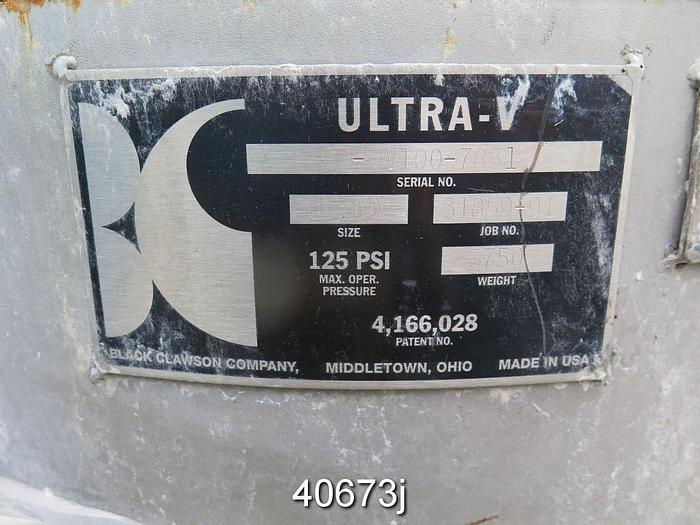 ULTRA-V
SERIAL NO.
SIZE
JOB NO.
125 PSI
MAX. OPER.
PRESSURE
WEIGHT
4,166,028
PATENT NO.
BLACK CLAWSON COMPANY, MIDDLETOWN, OHIO MADE IN USA
40673j